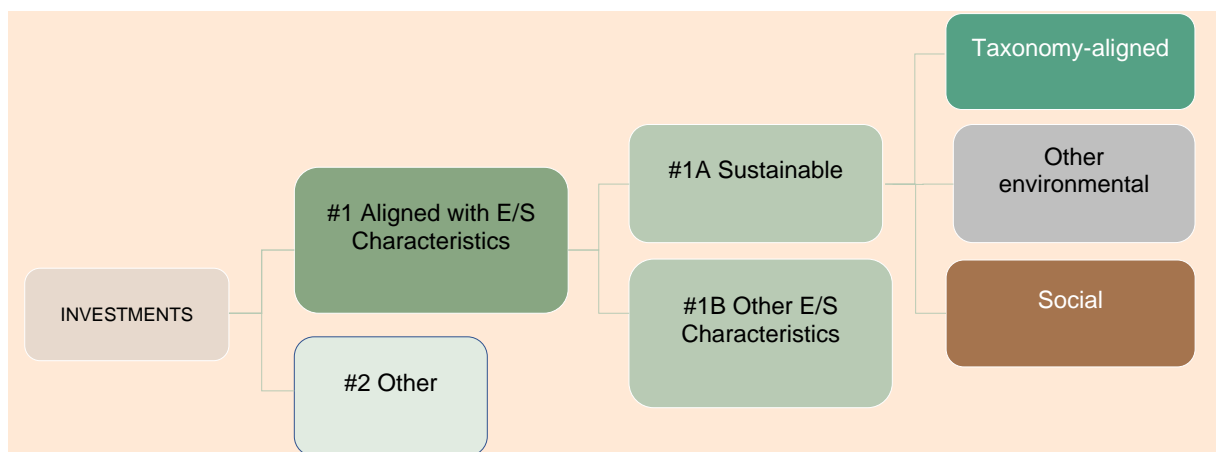 INVESTMENTS
#1 Aligned with E/S
Characteristics
#2 Other
#1A Sustainable
#1B Other E/S
Characteristics
Taxonomy-aligned
Other
environmental
Social